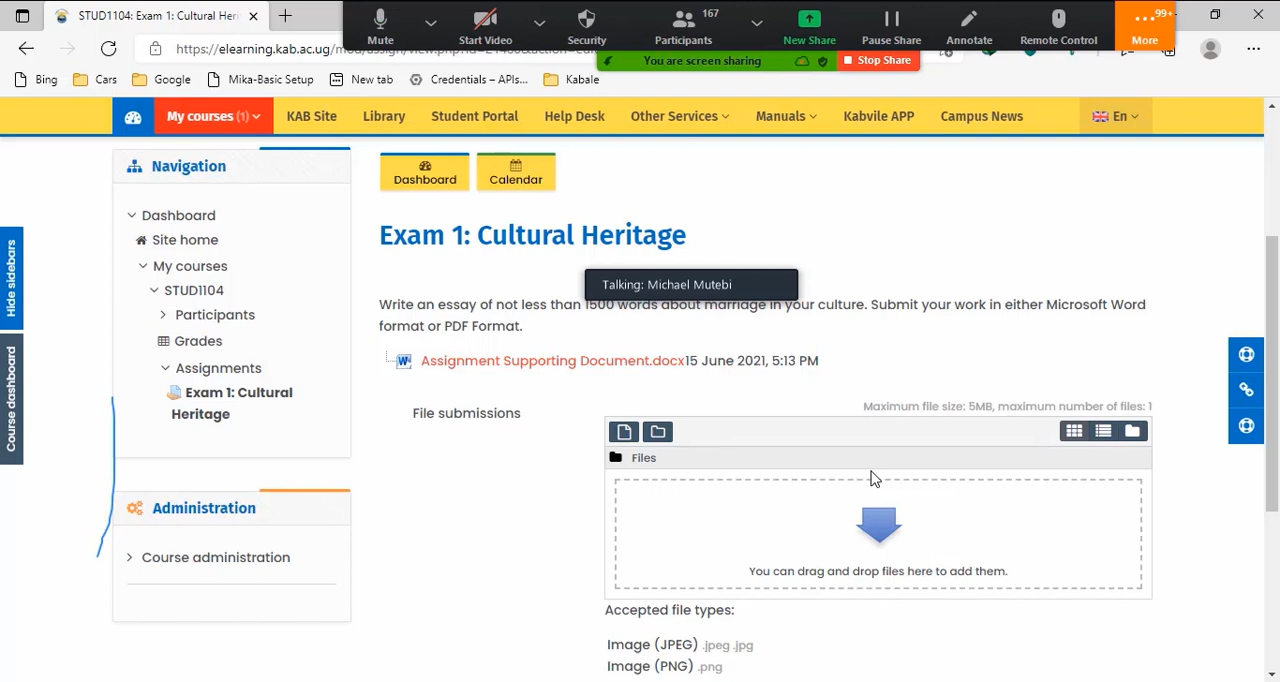 STUD1104: Exam 1: Cultural Heri
Mute
Start Video
Security
167
Participants
New Share
Pause Share
Annotate
Remote Control
99+
More
You are screen sharing
Stop Share
https://elearning.kab.ac.ug/
Bing
Cars
Google
Mika-Basic Setup
New tab
Credentials – APIs...
Kabale
My courses (1)
KAB Site
Library
Student Portal
Help Desk
Other Services
Manuals
Kabvile APP
Campus News
En
Hide sidebars
Course dashboard
Navigation
Dashboard
Site home
My courses
STUD1104
Participants
Grades
Assignments
Exam 1: Cultural
Heritage
Administration
Course administration
Dashboard
Calendar
Exam 1: Cultural Heritage
Talking: Michael Mutebi
Write an essay of not less than 1500 words about marriage in your culture. Submit your work in either Microsoft Word
format or PDF Format.
Assignment Supporting Document.docx15 June 2021, 5:13 PM
File submissions
Maximum file size: 5MB, maximum number of files: 1
Files
You can drag and drop files here to add them.
Accepted file types:
Image (JPEG) .jpeg .jpg
Image (PNG) .png